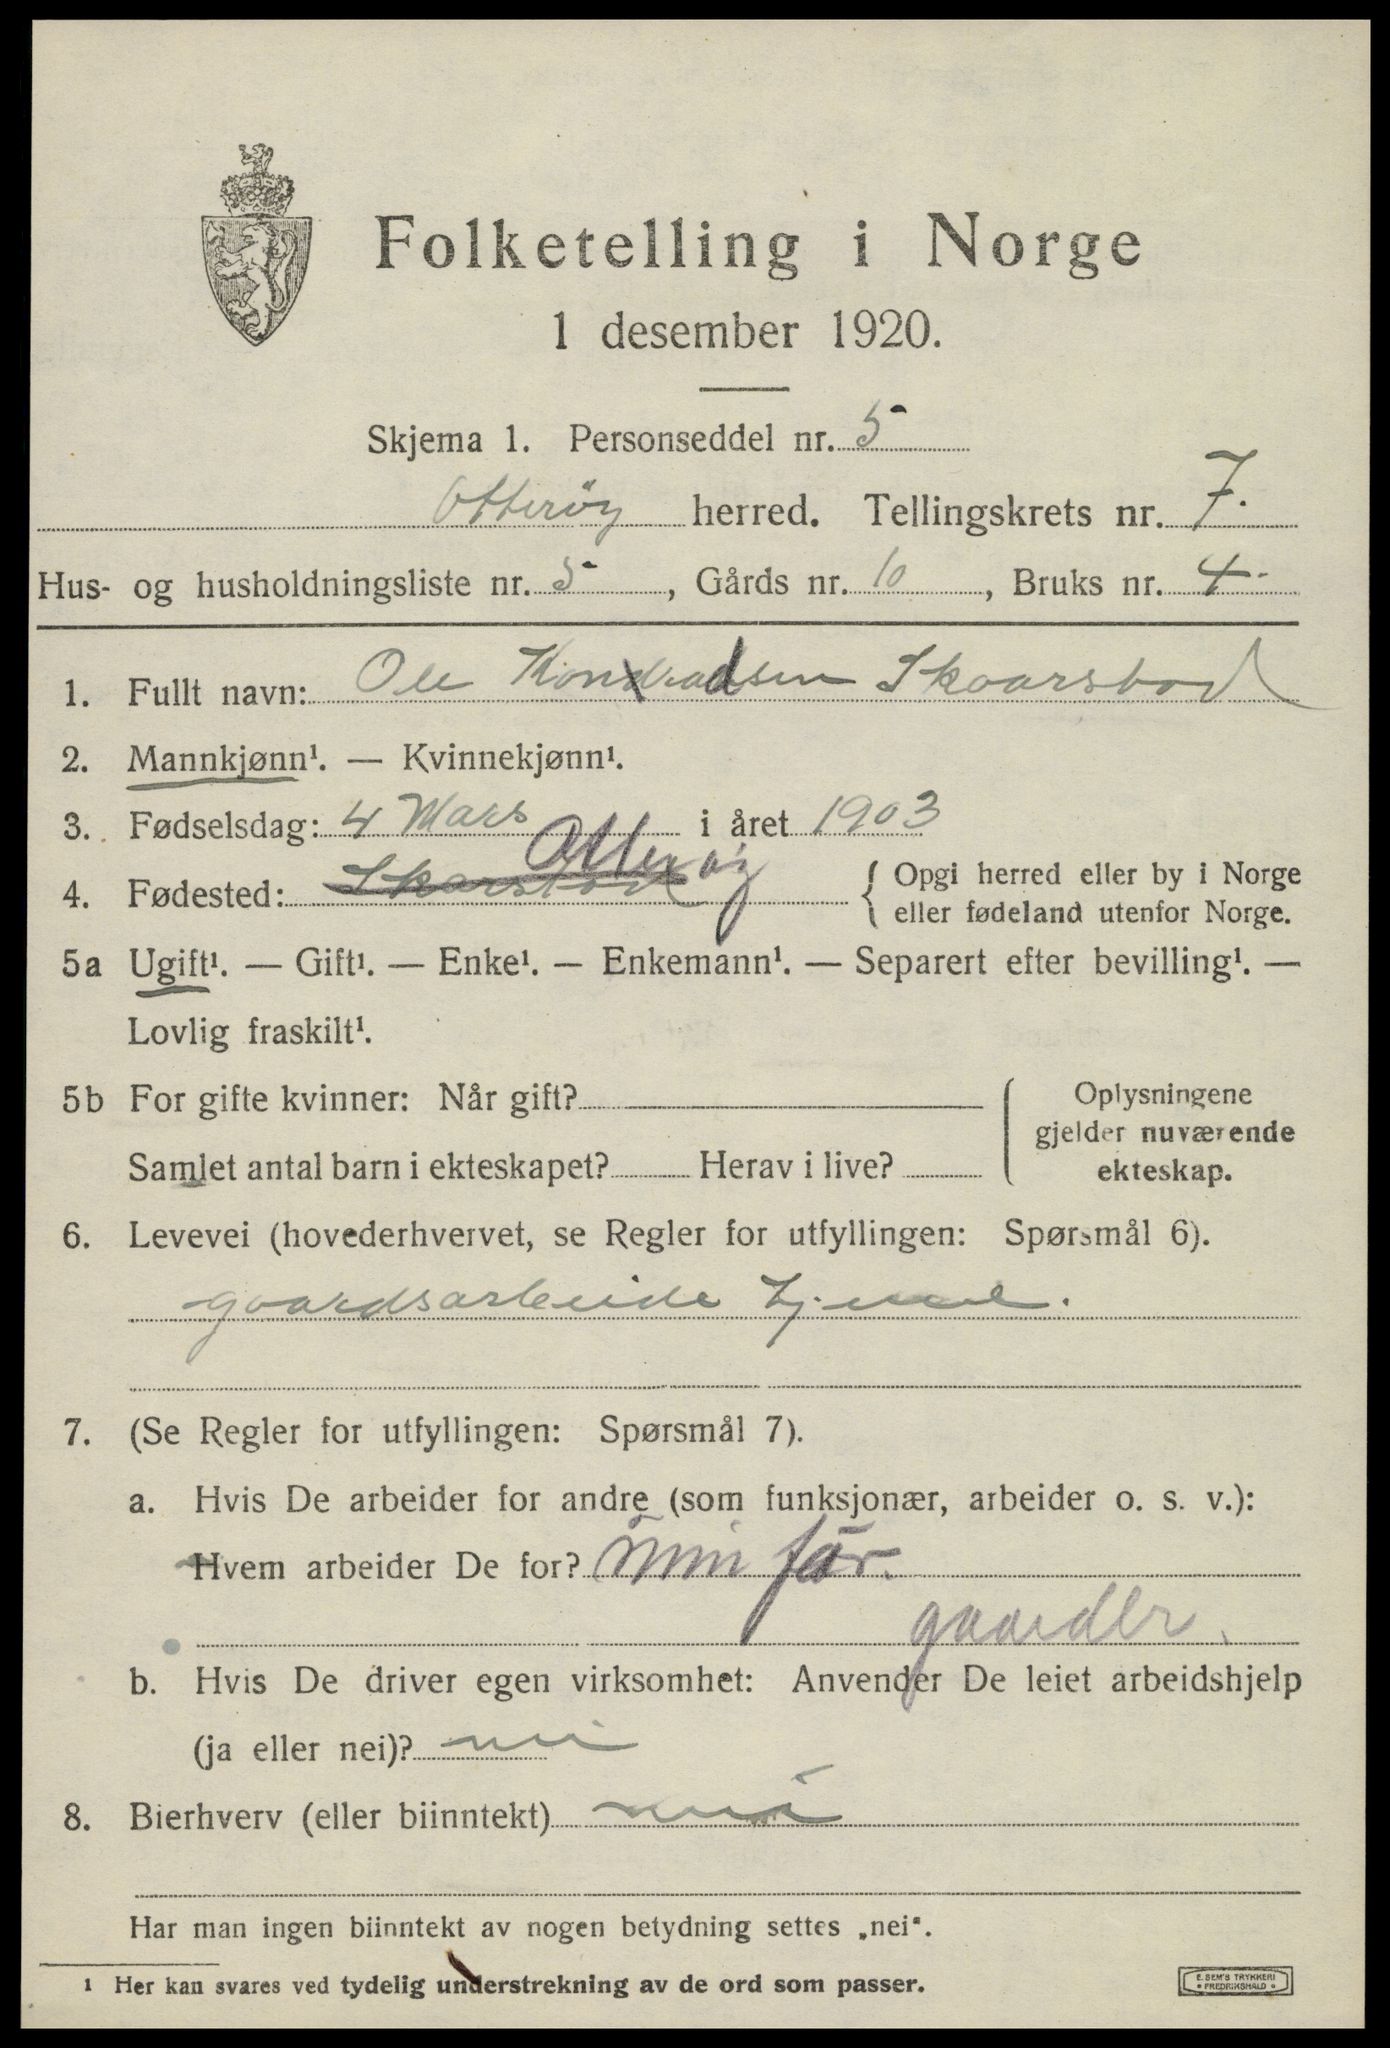 Folketelling i Norge
1 desember 1920.
Skjema 1. Personseddel nr. 5
Otterøy herred. Tellingskrets nr. 7.
Hus- og husholdningsliste nr. 5, Gårds nr. 10, Bruks nr. 4
1. Fullt navn: Ole Konradsen Skaarsbod
2. Mannkjønn¹. — Kvinnekjønn¹.
3. Fødselsdag: 4 Mars i året 1903
4. Fødested: Skarsbod Otterøy { Opgi herred eller by i Norge
eller fødeland utenfor Norge.
5a Ugift¹. — Gift¹. — Enke¹. — Enkemann¹. — Separert efter bevilling¹. —
Lovlig fraskilt¹.
5b For gifte kvinner: Når gift?
Samlet antal barn i ekteskapet? Herav i live?
Oplysningene
gjelder nuværende
ekteskap.
6. Levevei (hovederhvervet, se Regler for utfyllingen: Spørsmål 6).
gaardsarbeide hjeme.
7. (Se Regler for utfyllingen: Spørsmål 7).
a. Hvis De arbeider for andre (som funksjonær, arbeider o. s. v.):
Hvem arbeider De for? min far.
gaardbr.
b. Hvis De driver egen virksomhet: Anvender De leiet arbeidshjelp
(ja eller nei)? nei
8. Bierhverv (eller biinntekt) nei
Har man ingen biinntekt av nogen betydning settes „nei“.
1 Her kan svares ved tydelig understrekning av de ord som passer.
E. SEM'S TRYKKERI
• FREDRIKSHALD •